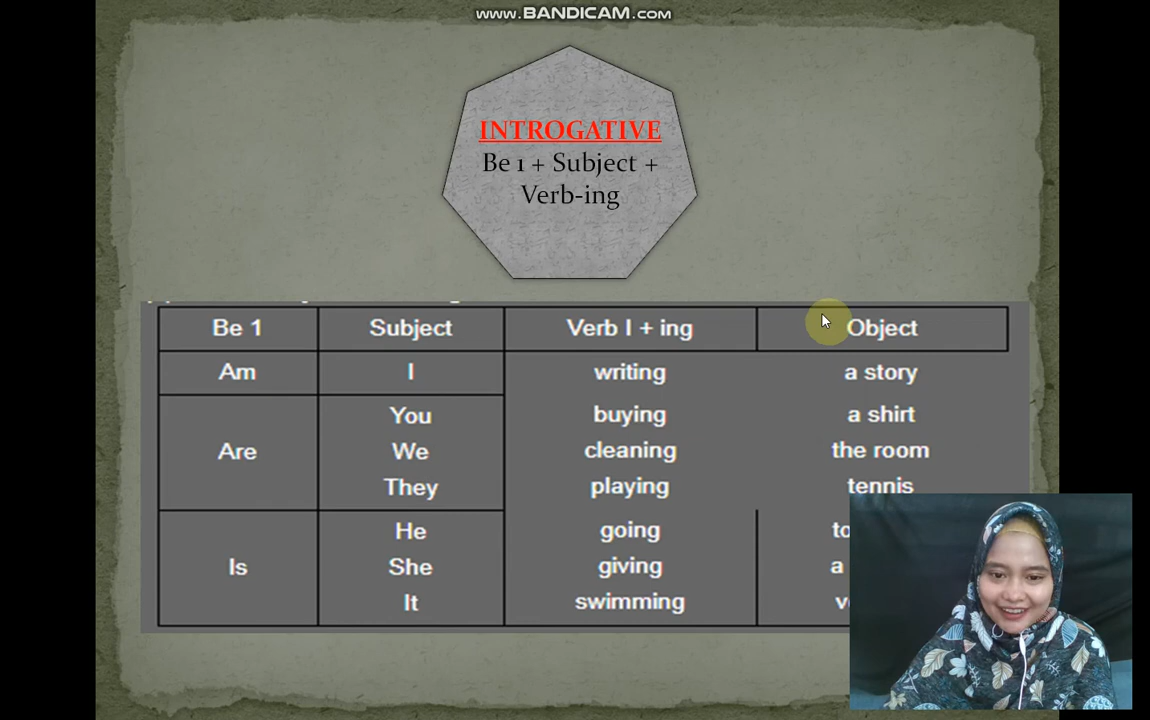 www.BANDICAM.com
INTROGATIVE
Be 1 + Subject +
Verb-ing
Be 1 Subject Verb I + ing Object
Am I writing a story
You buying a shirt
Are We cleaning the room
They playing tennis
He going
Is She giving a
It swimming